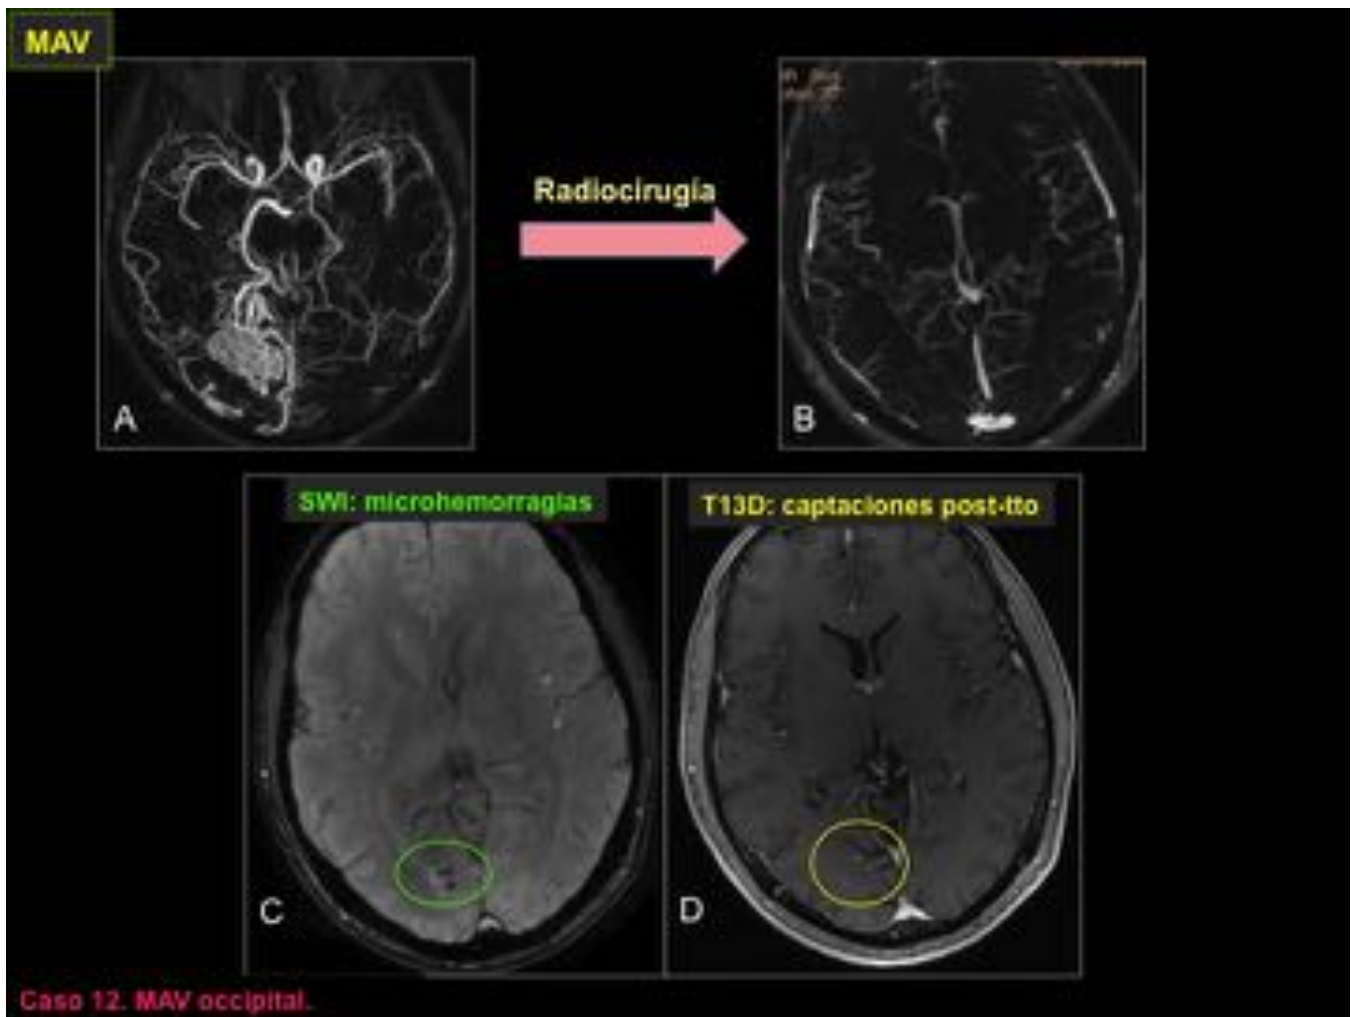 MAV
Radiocirugía
A
B
SWI: microhemorragias
T13D: captaciones post-tto
C
D
Caso 12. MAV occipital.